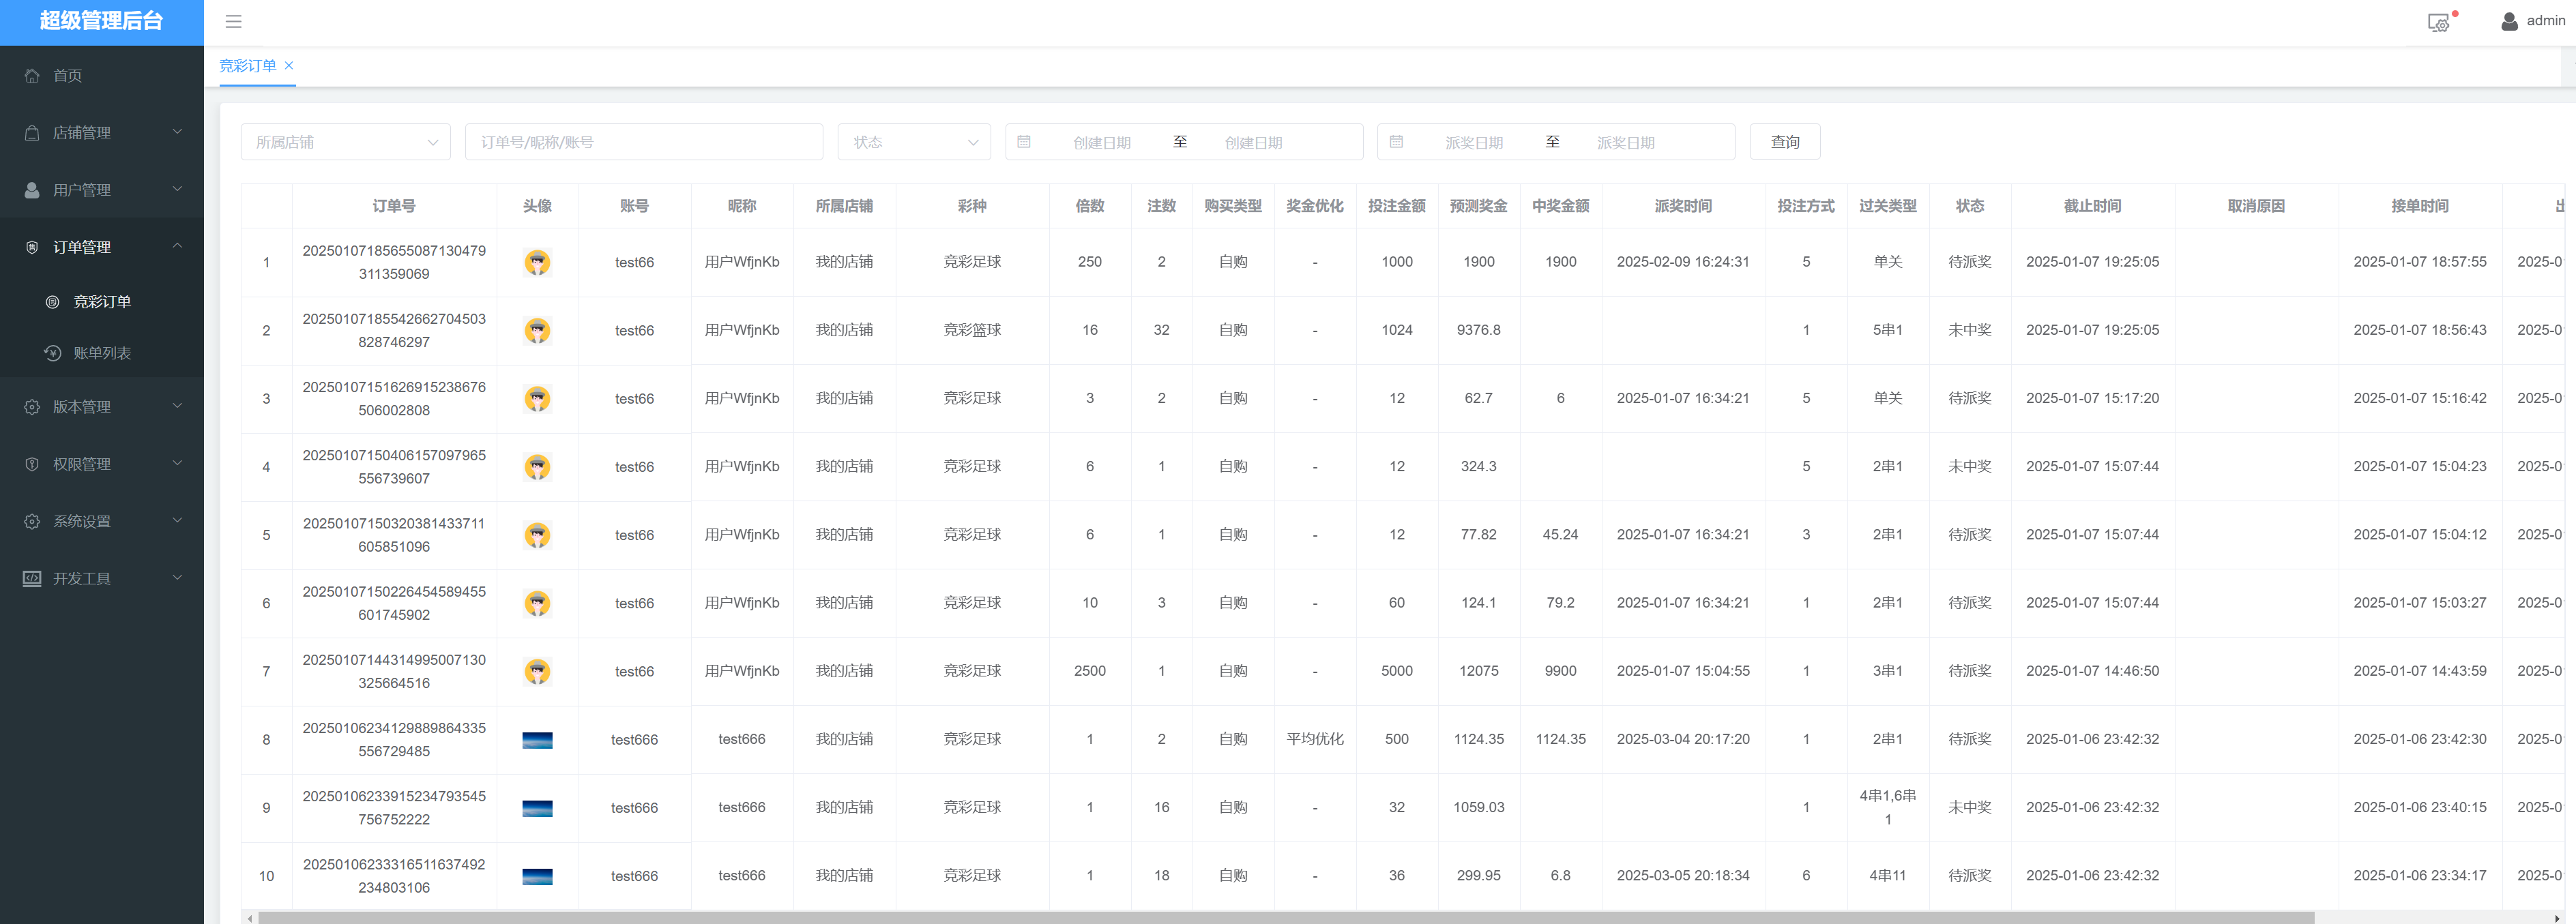 超级管理后台
admin
首页
店铺管理
用户管理
订单管理
竞彩订单
账单列表
版本管理
权限管理
系统设置
开发工具
竞彩订单 ×
所属店铺 订单号/昵称/账号 状态 创建日期 至 创建日期 派奖日期 至 派奖日期 查询
订单号 头像 账号 昵称 所属店铺 彩种 倍数 注数 购买类型 奖金优化 投注金额 预测奖金 中奖金额 派奖时间 投注方式 过关类型 状态 截止时间 取消原因 接单时间 出
1 20250107185655087130479311359069 test66 用户WfjnKb 我的店铺 竞彩足球 250 2 自购 - 1000 1900 1900 2025-02-09 16:24:31 5 单关 待派奖 2025-01-07 19:25:05 2025-01-07 18:57:55 2025-0
2 20250107185542662704503828746297 test66 用户WfjnKb 我的店铺 竞彩篮球 16 32 自购 - 1024 9376.8 1 5串1 未中奖 2025-01-07 19:25:05 2025-01-07 18:56:43 2025-0
3 20250107151626915238676506002808 test66 用户WfjnKb 我的店铺 竞彩足球 3 2 自购 - 12 62.7 6 2025-01-07 16:34:21 5 单关 待派奖 2025-01-07 15:17:20 2025-01-07 15:16:42 2025-0
4 20250107150406157097965556739607 test66 用户WfjnKb 我的店铺 竞彩足球 6 1 自购 - 12 324.3 5 2串1 未中奖 2025-01-07 15:07:44 2025-01-07 15:04:23 2025-0
5 20250107150320381433711605851096 test66 用户WfjnKb 我的店铺 竞彩足球 6 1 自购 - 12 77.82 45.24 2025-01-07 16:34:21 3 2串1 待派奖 2025-01-07 15:07:44 2025-01-07 15:04:12 2025-0
6 20250107150226454589455601745902 test66 用户WfjnKb 我的店铺 竞彩足球 10 3 自购 - 60 124.1 79.2 2025-01-07 16:34:21 1 2串1 待派奖 2025-01-07 15:07:44 2025-01-07 15:03:27 2025-0
7 20250107144314995007130325664516 test66 用户WfjnKb 我的店铺 竞彩足球 2500 1 自购 - 5000 12075 9900 2025-01-07 15:04:55 1 3串1 待派奖 2025-01-07 14:46:50 2025-01-07 14:43:59 2025-0
8 20250106234129889864335556729485 test666 test666 我的店铺 竞彩足球 1 2 自购 平均优化 500 1124.35 1124.35 2025-03-04 20:17:20 1 2串1 待派奖 2025-01-06 23:42:32 2025-01-06 23:42:30 2025-0
9 20250106233915234793545756752222 test666 test666 我的店铺 竞彩足球 1 16 自购 - 32 1059.03 1 4串1,6串1 未中奖 2025-01-06 23:42:32 2025-01-06 23:40:15 2025-0
10 20250106233316511637492234803106 test666 test666 我的店铺 竞彩足球 1 18 自购 - 36 299.95 6.8 2025-03-05 20:18:34 6 4串11 待派奖 2025-01-06 23:42:32 2025-01-06 23:34:17 2025-0